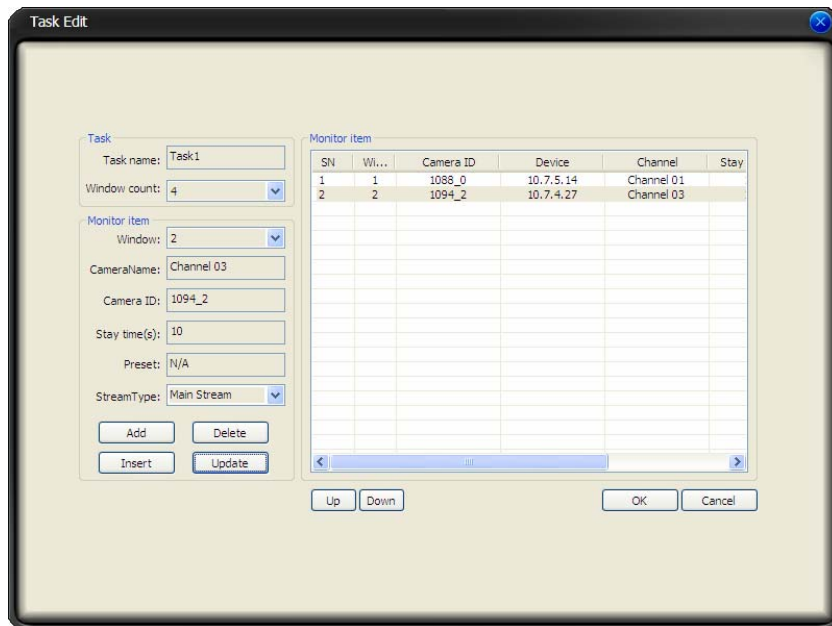 Task Edit
Task
Task name: Task1
Window count: 4
Monitor item
Window: 2
CameraName: Channel 03
Camera ID: 1094_2
Stay time(s): 10
Preset: N/A
StreamType: Main Stream
Add Delete
Insert Update
Monitor item
SN Wi... Camera ID Device Channel Stay
1 1 1088_0 10.7.5.14 Channel 01
2 2 1094_2 10.7.4.27 Channel 03
Up Down OK Cancel